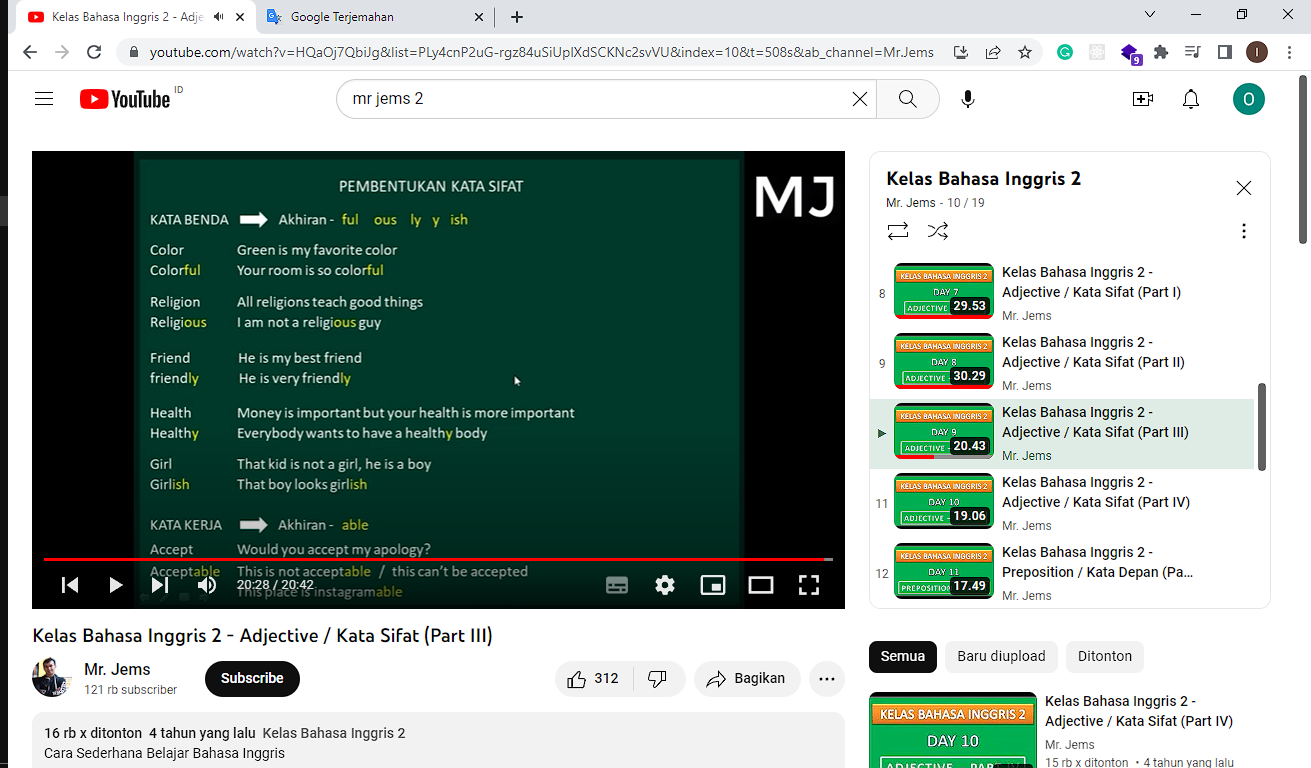 Kelas Bahasa Inggris 2 - Adje
Google Terjemahan
youtube.com/watch?v=HQaOj7QbiJg&list=PLy4cnP2uG-rgz84uSiUpIXdSCKNc2svVU&index=10&t=508s&ab_channel=Mr.Jems
9
I
YouTube
ID
mr jems 2
O
PEMBENTUKAN KATA SIFAT
MJ
KATA BENDA Akhiran - ful ous ly y ish
Color Green is my favorite color
Colorful Your room is so colorful
Religion All religions teach good things
Religious I am not a religious guy
Friend He is my best friend
friendly He is very friendly
Health Money is important but your health is more important
Healthy Everybody wants to have a healthy body
Girl That kid is not a girl, he is a boy
Girlish That boy looks girlish
KATA KERJA Akhiran - able
Accept Would you accept my apology?
Acceptable This is not acceptable / this can't be accepted
This place is instagramable
20:28 / 20:42
Kelas Bahasa Inggris 2 - Adjective / Kata Sifat (Part III)
Mr. Jems
121 rb subscriber
Subscribe
312
Bagikan
16 rb x ditonton 4 tahun yang lalu Kelas Bahasa Inggris 2
Cara Sederhana Belajar Bahasa Inggris
Kelas Bahasa Inggris 2
Mr. Jems - 10 / 19
8
KELAS BAHASA INGGRIS 2
DAY 7
ADJECTIVE
29.53
Kelas Bahasa Inggris 2 -
Adjective / Kata Sifat (Part I)
Mr. Jems
9
KELAS BAHASA INGGRIS 2
DAY 8
ADJECTIVE
30.29
Kelas Bahasa Inggris 2 -
Adjective / Kata Sifat (Part II)
Mr. Jems
KELAS BAHASA INGGRIS 2
DAY 9
ADJECTIVE -
20.43
Kelas Bahasa Inggris 2 -
Adjective / Kata Sifat (Part III)
Mr. Jems
11
KELAS BAHASA INGGRIS 2
DAY 10
ADJECTIVE -
19.06
Kelas Bahasa Inggris 2 -
Adjective / Kata Sifat (Part IV)
Mr. Jems
12
KELAS BAHASA INGGRIS 2
DAY 11
PREPOSITION
17.49
Kelas Bahasa Inggris 2 -
Preposition / Kata Depan (Pa...
Mr. Jems
Semua
Baru diupload
Ditonton
KELAS BAHASA INGGRIS 2
DAY 10
ADJECTIVE - PAR
Kelas Bahasa Inggris 2 -
Adjective / Kata Sifat (Part IV)
Mr. Jems
15 rb x ditonton • 4 tahun yang lalu